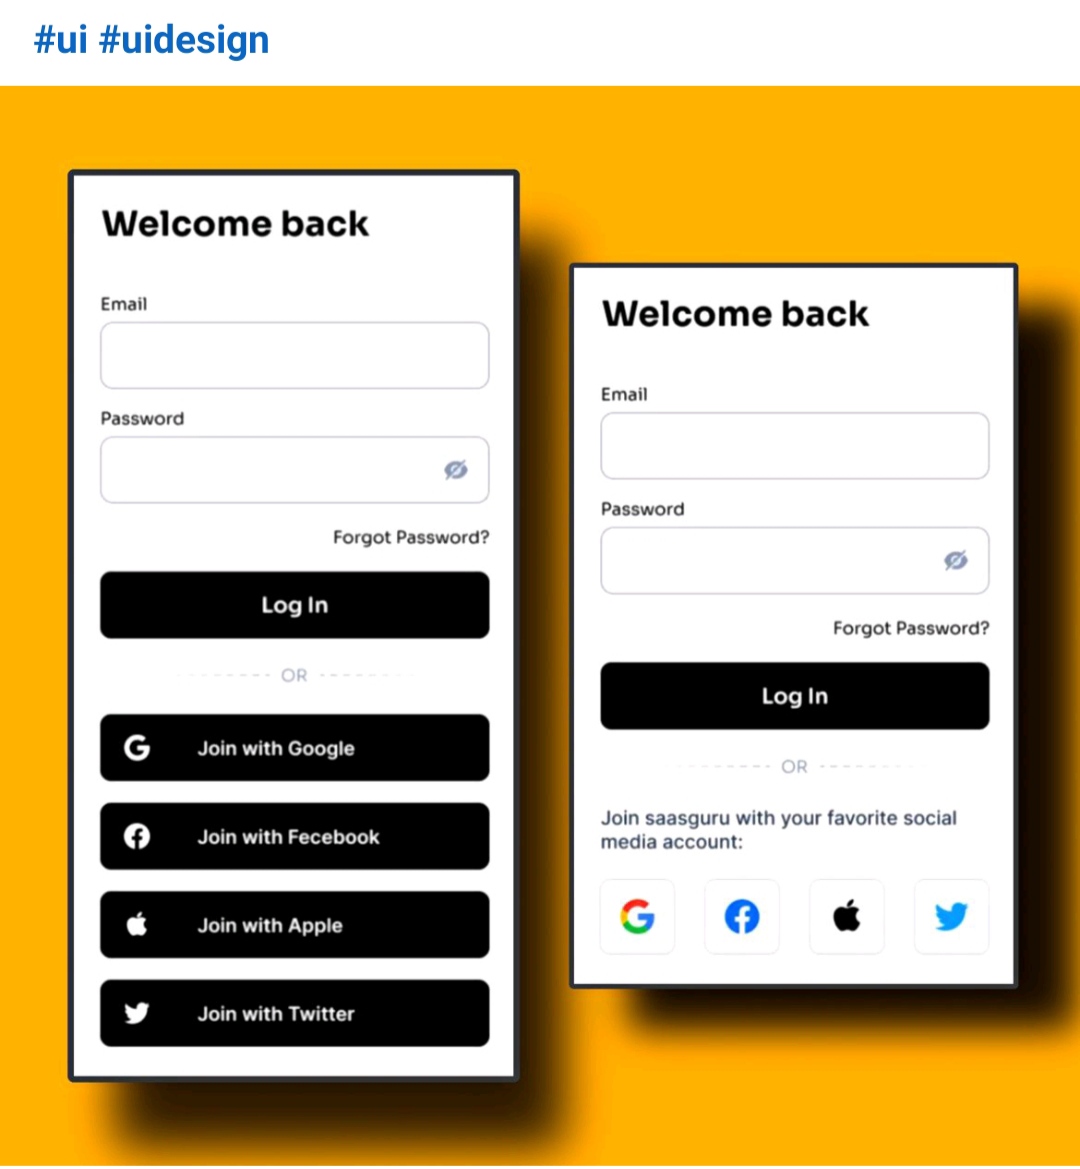 #ui #uidesign
Welcome back
Email
Password
Forgot Password?
Log In
OR
Join with Google
Join with Fecebook
Join with Apple
Join with Twitter
Welcome back
Email
Password
Forgot Password?
Log In
OR
Join saasguru with your favorite social
media account: